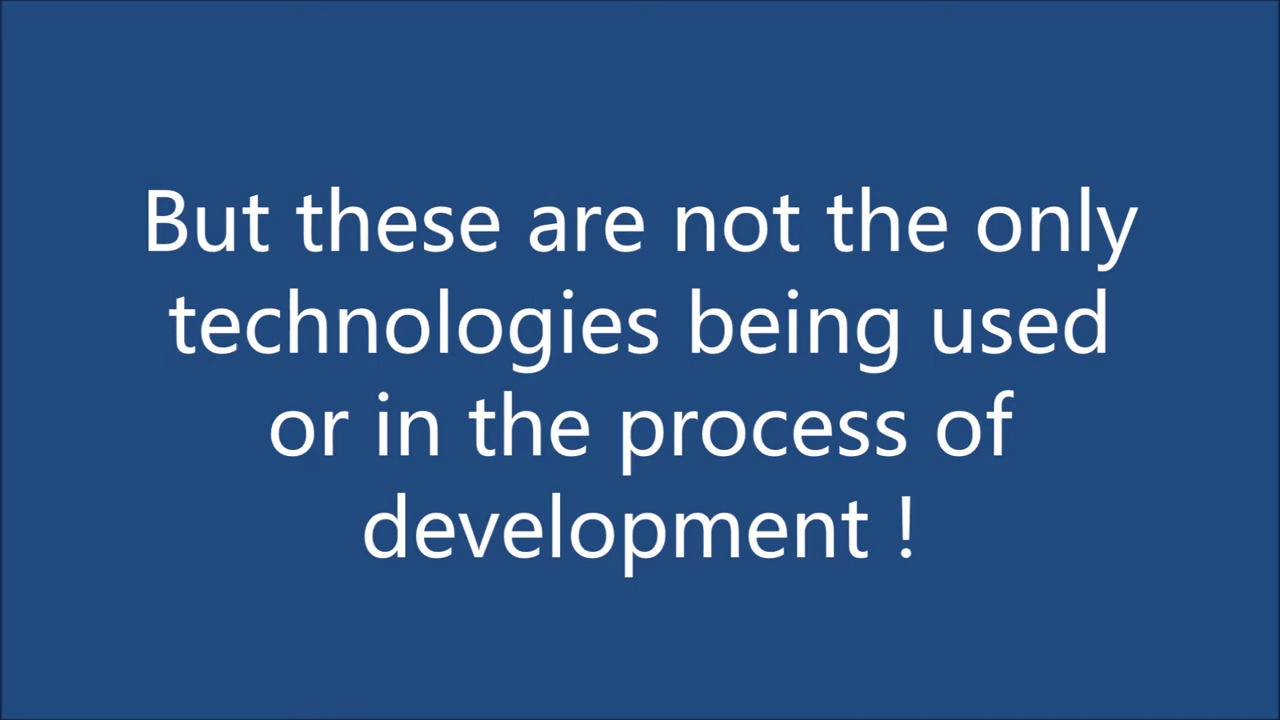 But these are not the only
technologies being used
or in the process of
development !